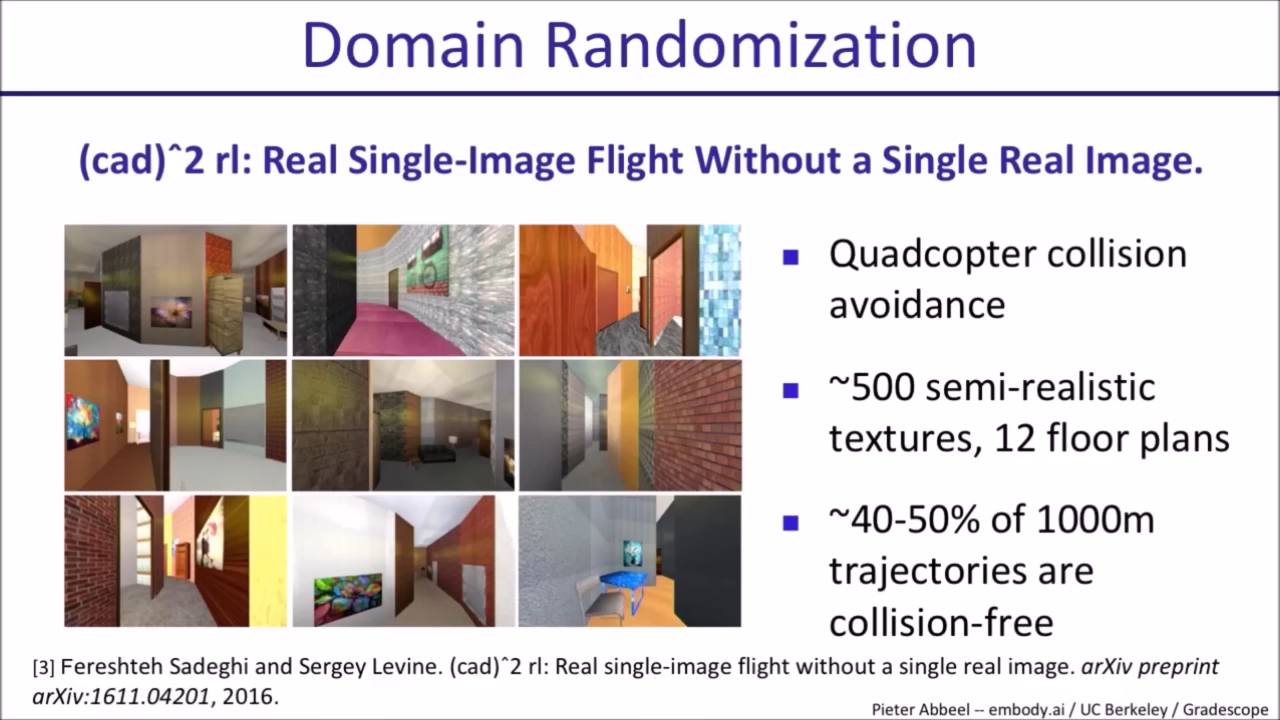 Domain Randomization
(cad)ˆ2 rl: Real Single-Image Flight Without a Single Real Image.
Quadcopter collision
avoidance
~500 semi-realistic
textures, 12 floor plans
~40-50% of 1000m
trajectories are
collision-free
[3] Fereshteh Sadeghi and Sergey Levine. (cad)ˆ2 rl: Real single-image flight without a single real image. arXiv preprint
arXiv:1611.04201, 2016.
Pieter Abbeel -- embody.ai / UC Berkeley / Gradescope